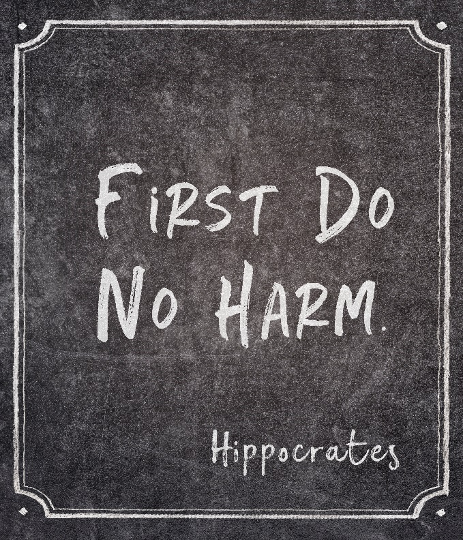 First Do
No Harm.
Hippocrates